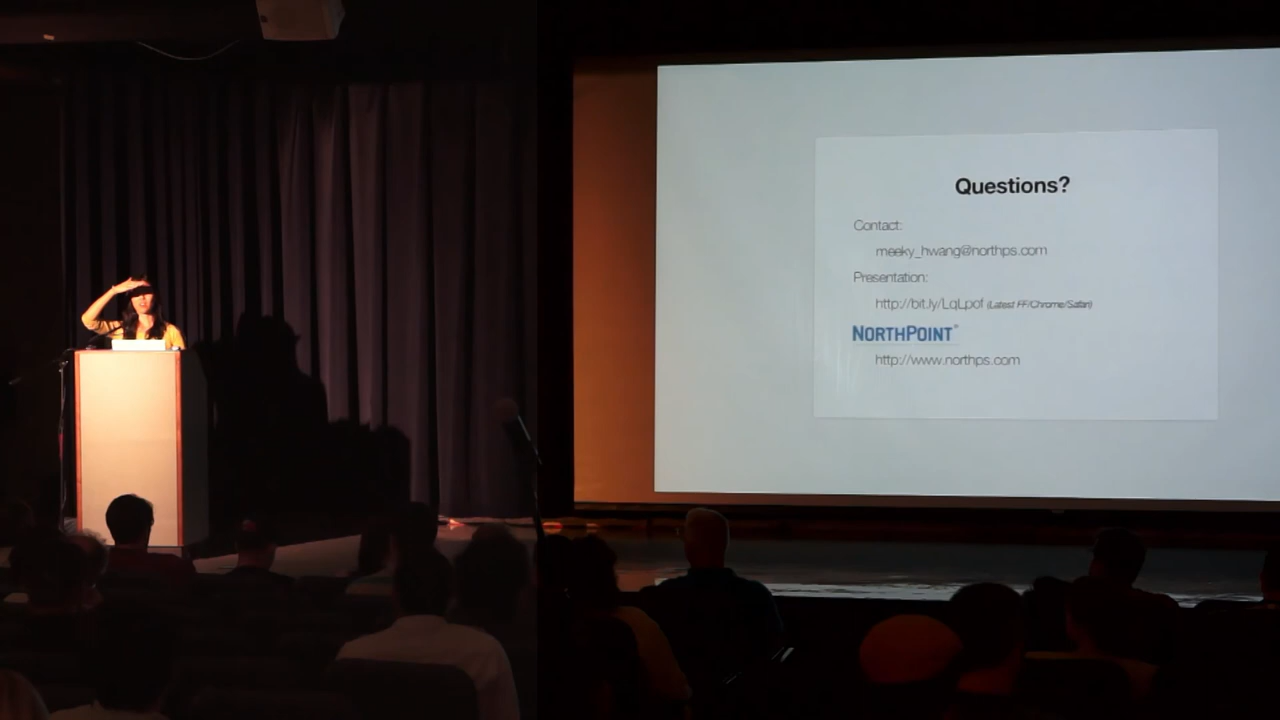 Questions?
Contact:
meeky_hwang@northps.com
Presentation:
http://bit.ly/LqLpof (Latest FF/Chrome/Safari)
NORTHPOINT
http://www.northps.com